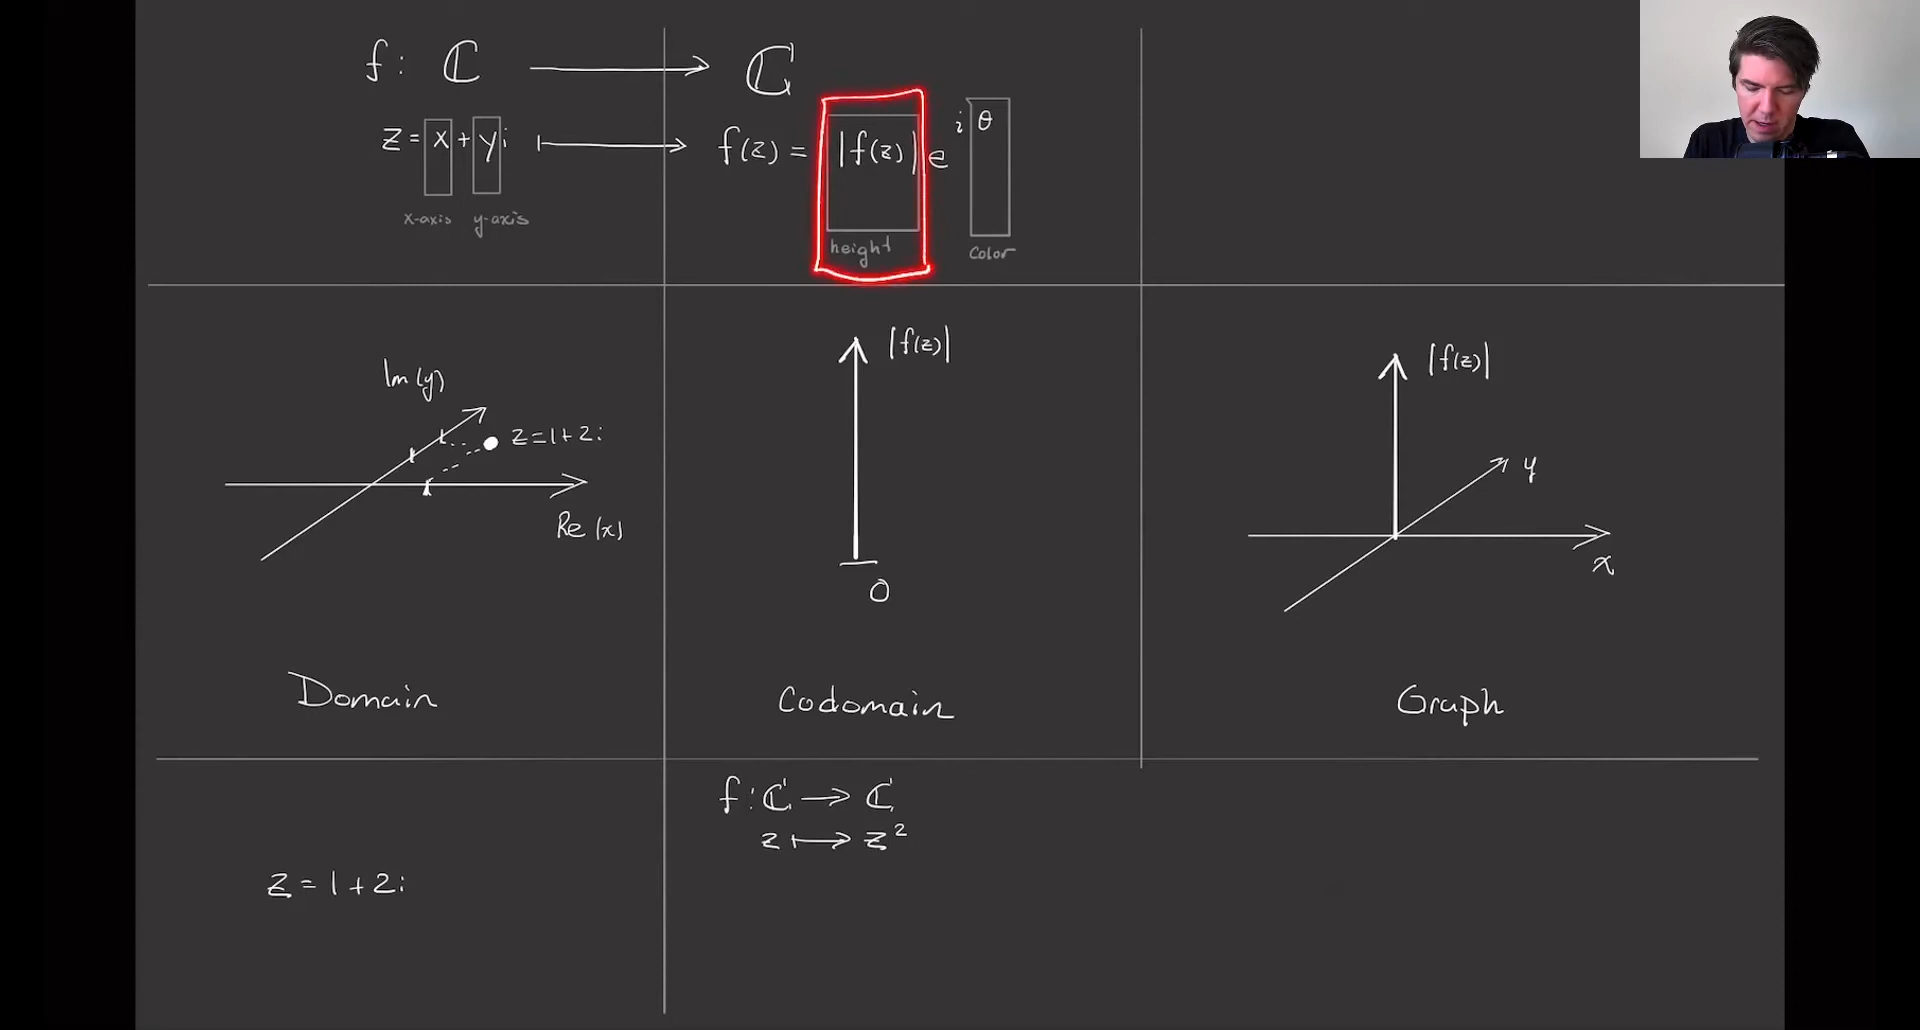 f: ℂ ⟶ ℂ
z = x + yi ⟼ f(z) = |f(z)| e^{iθ}
x-axis y-axis height color
Im(y)
z=1+2i
Re(x)
Domain
|f(z)|
0
Codomain
|f(z)|
y
x
Graph
f: ℂ ⟶ ℂ
z ⟼ z²
z = 1 + 2i